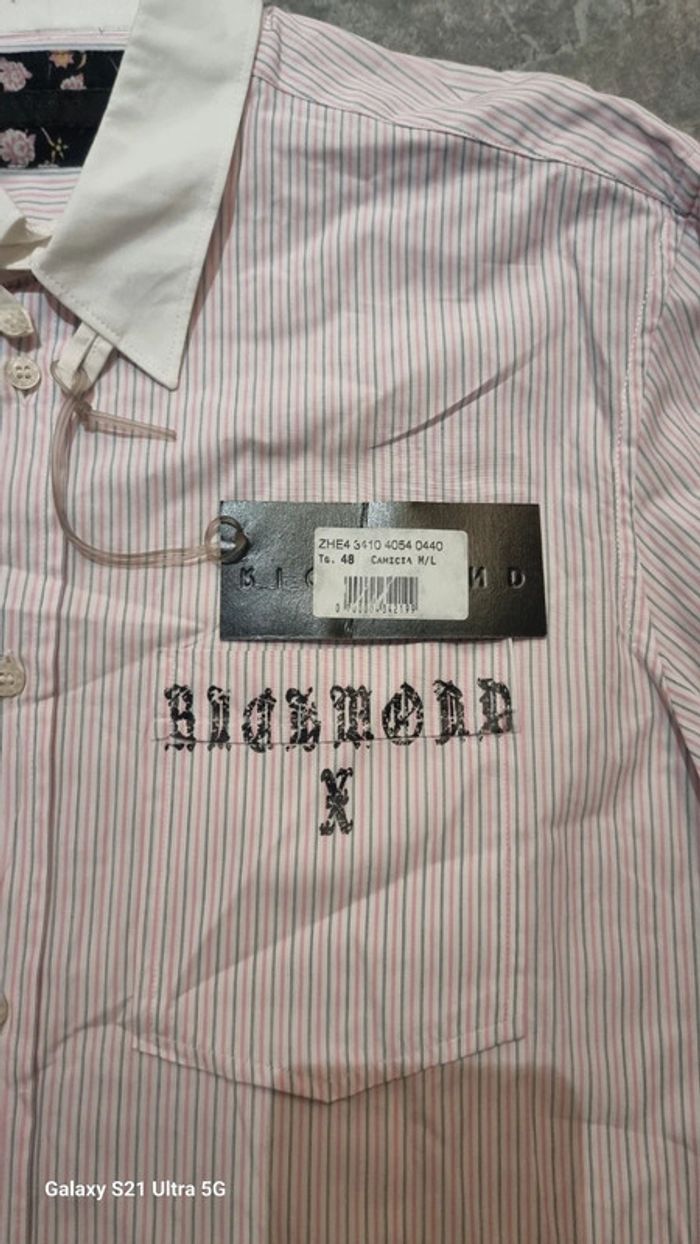 ZHE4 3410 4054 0440
Tg. 48 CAMICIA M/L
RICHMOND
X
Galaxy S21 Ultra 5G